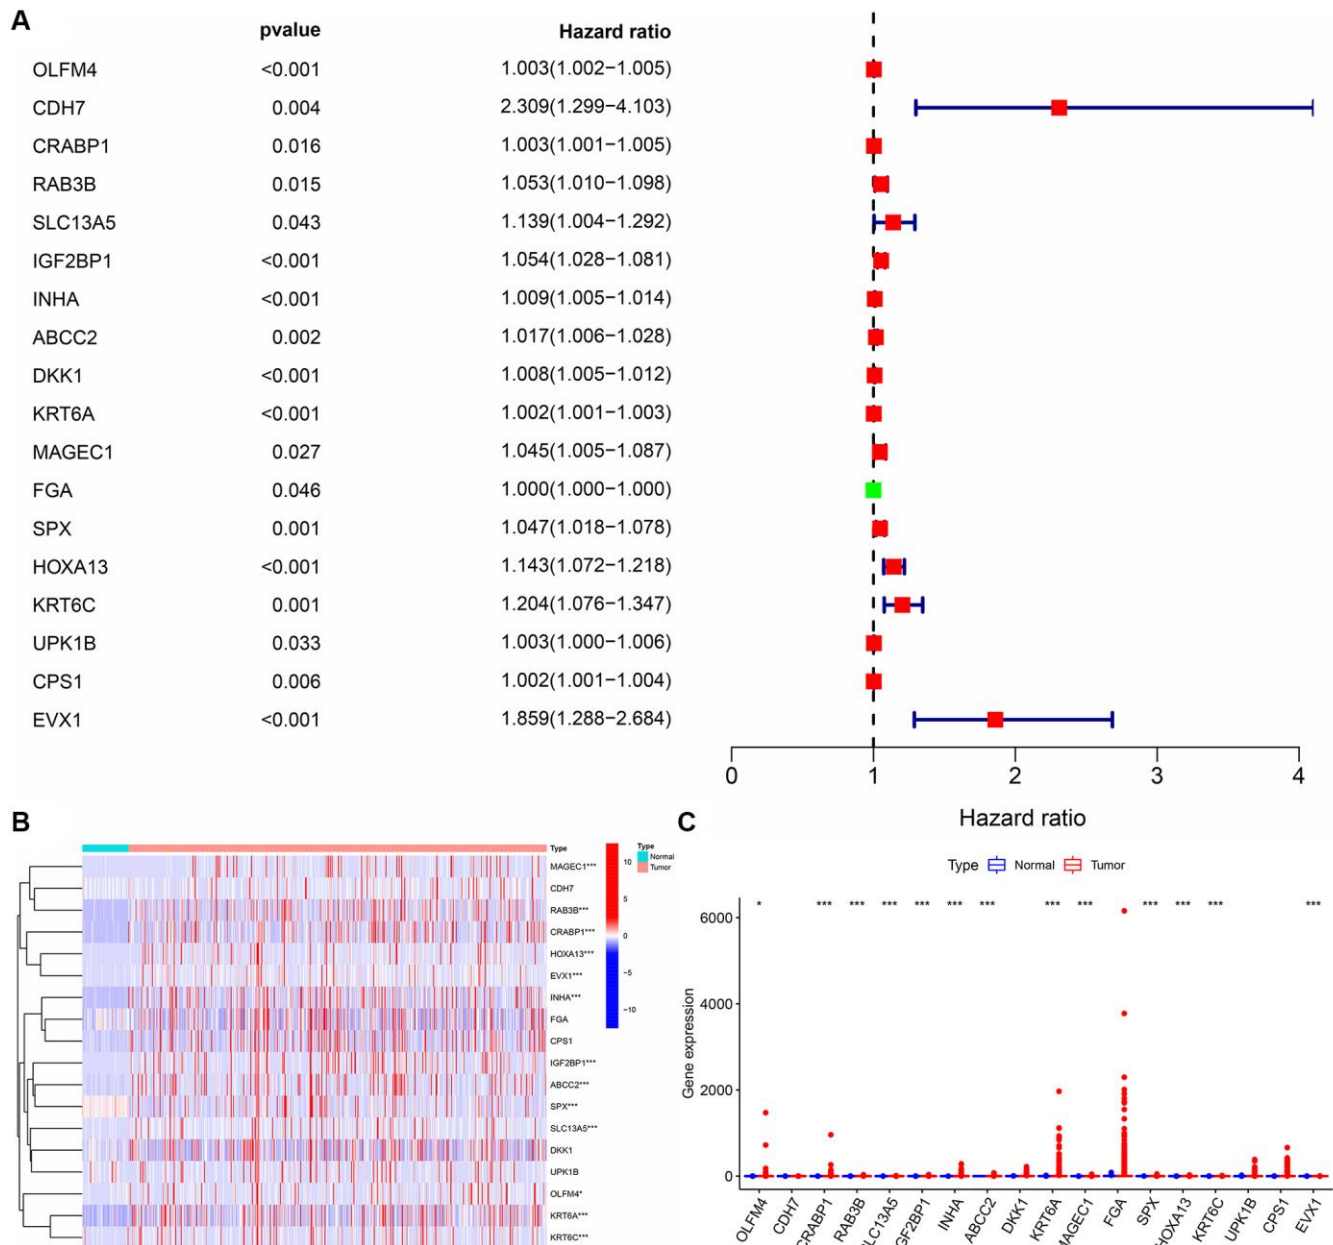 A
pvalue Hazard ratio
OLFM4 <0.001 1.003(1.002−1.005)
CDH7 0.004 2.309(1.299−4.103)
CRABP1 0.016 1.003(1.001−1.005)
RAB3B 0.015 1.053(1.010−1.098)
SLC13A5 0.043 1.139(1.004−1.292)
IGF2BP1 <0.001 1.054(1.028−1.081)
INHA <0.001 1.009(1.005−1.014)
ABCC2 0.002 1.017(1.006−1.028)
DKK1 <0.001 1.008(1.005−1.012)
KRT6A <0.001 1.002(1.001−1.003)
MAGEC1 0.027 1.045(1.005−1.087)
FGA 0.046 1.000(1.000−1.000)
SPX 0.001 1.047(1.018−1.078)
HOXA13 <0.001 1.143(1.072−1.218)
KRT6C 0.001 1.204(1.076−1.347)
UPK1B 0.033 1.003(1.000−1.006)
CPS1 0.006 1.002(1.001−1.004)
EVX1 <0.001 1.859(1.288−2.684)
0 1 2 3 4
Hazard ratio
B
Type
MAGEC1***
CDH7
RAB3B***
CRABP1***
HOXA13***
EVX1***
INHA***
FGA
CPS1
IGF2BP1***
ABCC2***
SPX***
SLC13A5***
DKK1
UPK1B
OLFM4*
KRT6A***
KRT6C***
10
5
0
−5
−10
Type
Normal
Tumor
C
Type Normal Tumor
* *** *** *** *** *** *** *** *** *** *** *** ***
Gene expression
6000
4000
2000
0
OLFM4 CDH7 CRABP1 RAB3B SLC13A5 IGF2BP1 INHA ABCC2 DKK1 KRT6A MAGEC1 FGA SPX HOXA13 KRT6C UPK1B CPS1 EVX1